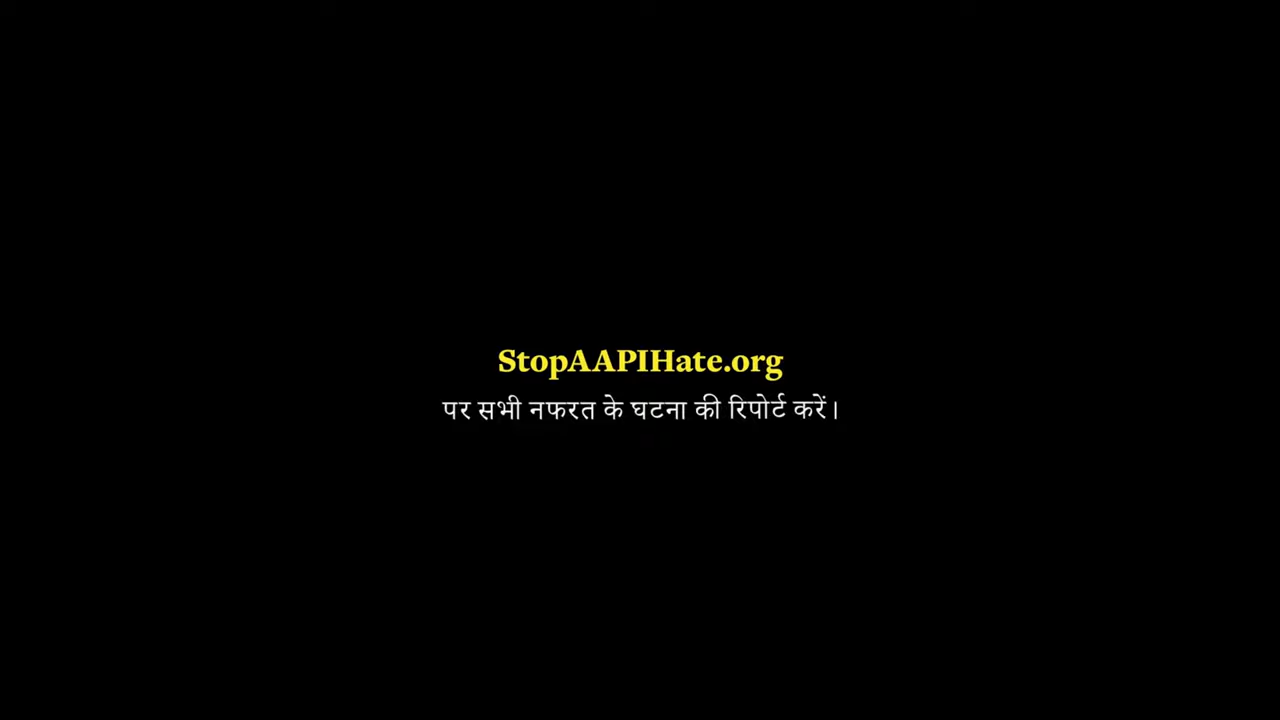 StopAAPIHate.org
पर सभी नफरत के घटना की रिपोर्ट करें।